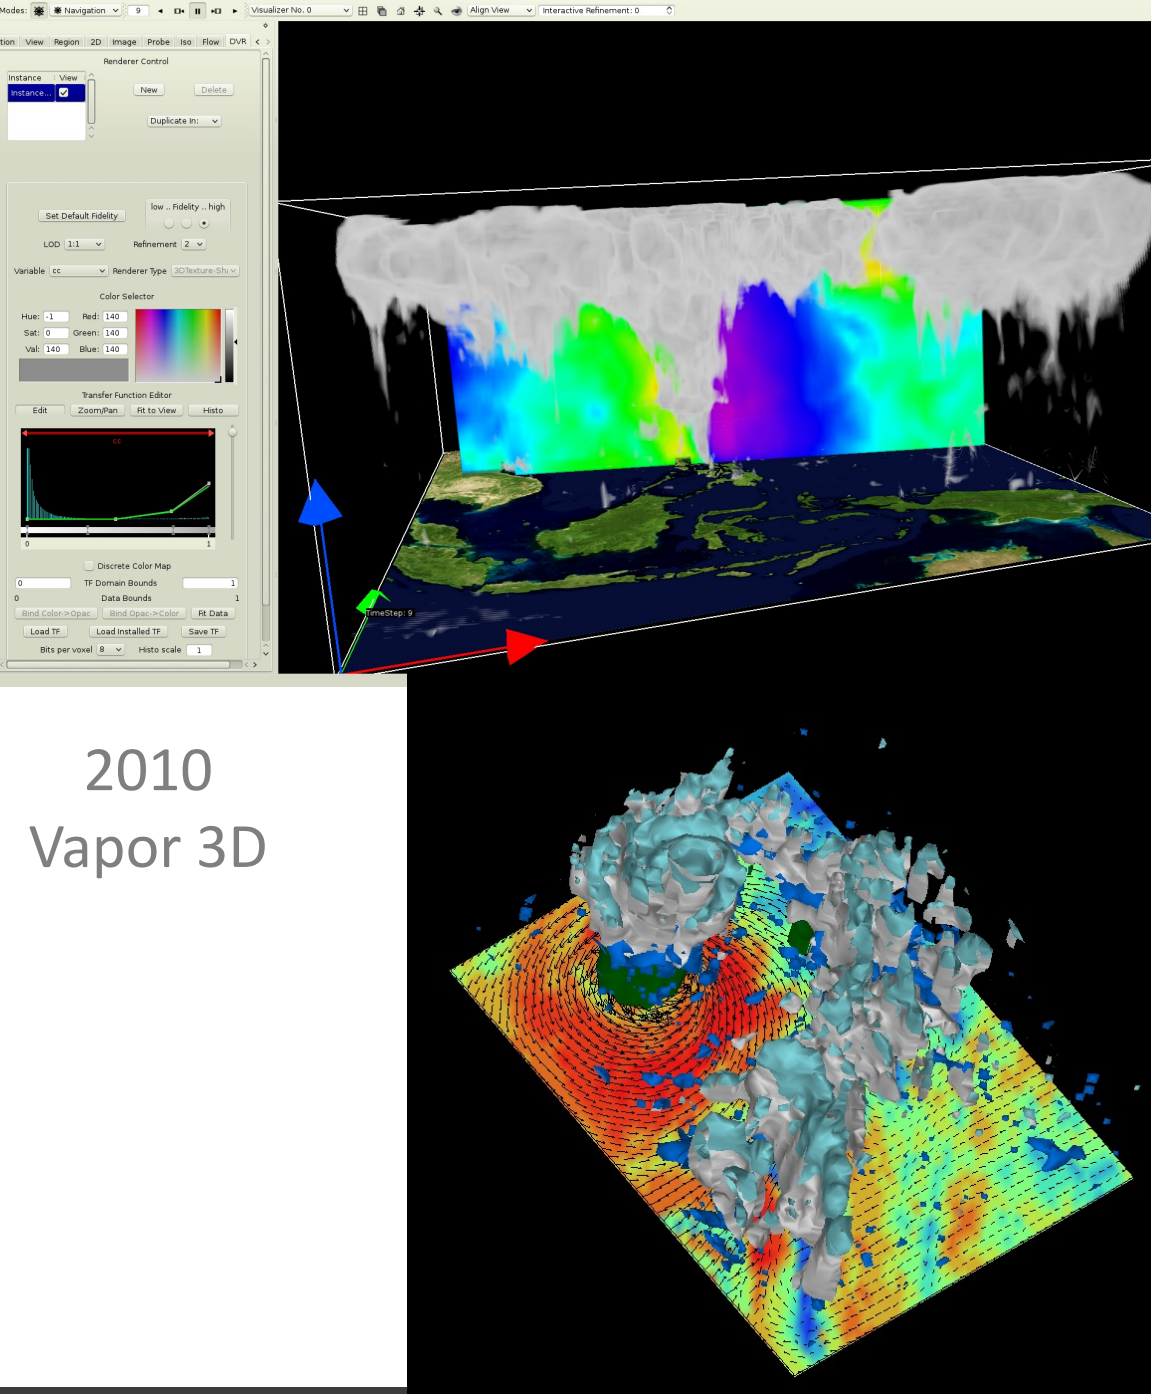 Modes: Navigation 9 Visualizer No. 0 Align View Interactive Refinement: 0
tion View Region 2D Image Probe Iso Flow DVR
Renderer Control
Instance View
Instance...
New Delete
Duplicate In:
low .. Fidelity .. high
Set Default Fidelity
LOD 1:1 Refinement 2
Variable cc Renderer Type 3DTexture-Sh
Color Selector
Hue: -1 Red: 140
Sat: 0 Green: 140
Val: 140 Blue: 140
Transfer Function Editor
Edit Zoom/Pan Fit to View Histo
cc
0 1
Discrete Color Map
0 TF Domain Bounds 1
0 Data Bounds 1
Bind Color->Opac Bind Opac->Color Fit Data
Load TF Load Installed TF Save TF
Bits per voxel 8 Histo scale 1
TimeStep: 9
2010
Vapor 3D